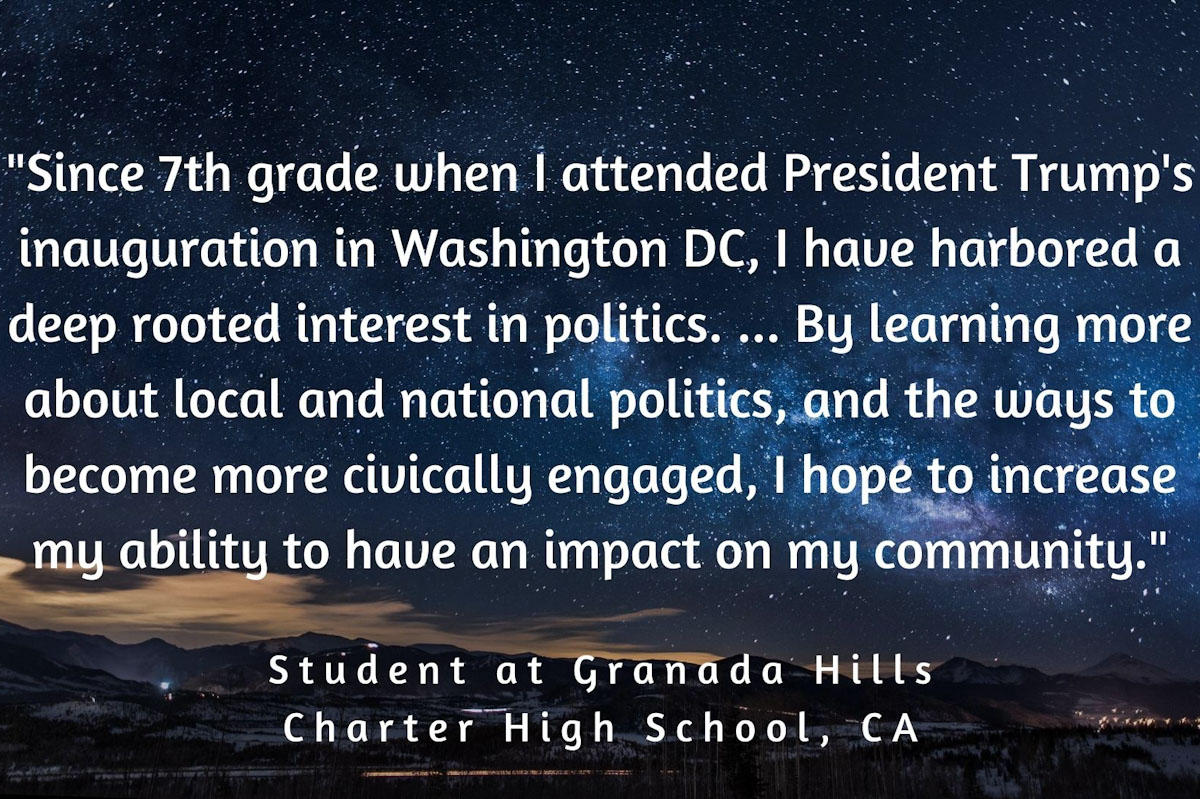 "Since 7th grade when I attended President Trump's
inauguration in Washington DC, I have harbored a
deep rooted interest in politics. ... By learning more
about local and national politics, and the ways to
become more civically engaged, I hope to increase
my ability to have an impact on my community."
Student at Granada Hills
Charter High School, CA